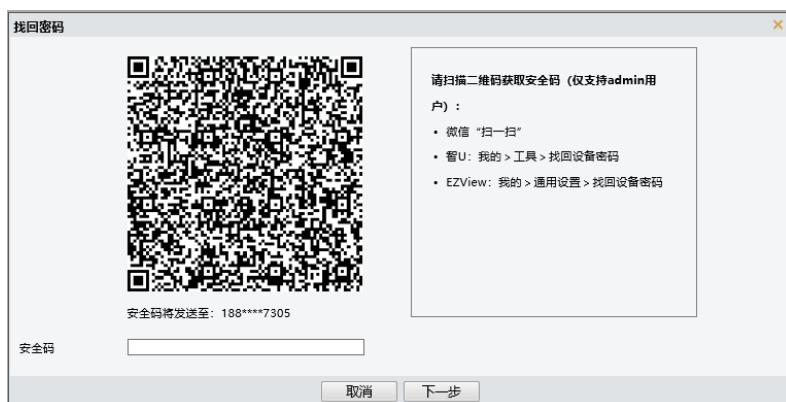 找回密码
请扫描二维码获取安全码（仅支持admin用
户）：
• 微信“扫一扫”
• 智U：我的 > 工具 > 找回设备密码
• EZView：我的 > 通用设置 > 找回设备密码
安全码将发送至：188****7305
安全码
取消 下一步